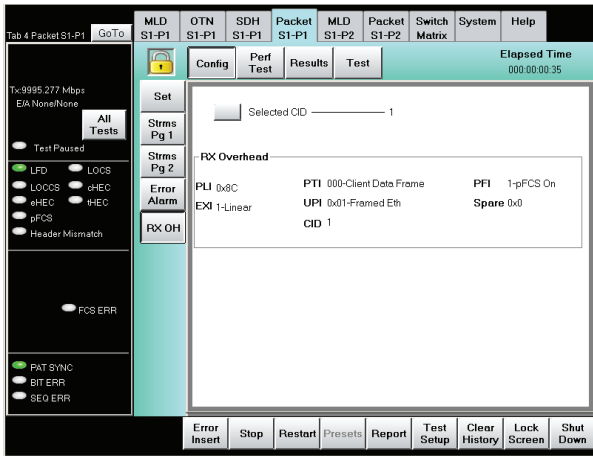 Tab 4 Packet S1-P1 GoTo
MLD S1-P1
OTN S1-P1
SDH S1-P1
Packet S1-P1
MLD S1-P2
Packet S1-P2
Switch Matrix
System
Help
Config
Perf Test
Results
Test
Elapsed Time
000:00:00:35
Tx:9995.277 Mbps
E/A None/None
All Tests
Test Paused
LFD LOCS
LOCCS cHEC
eHEC tHEC
pFCS
Header Mismatch
FCS ERR
PAT SYNC
BIT ERR
SEQ ERR
Set
Strms Pg 1
Strms Pg 2
Error Alarm
RX OH
Selected CID 1
RX Overhead
PLI 0x8C PTI 000-Client Data Frame PFI 1-pFCS On
EXI 1-Linear UPI 0x01-Framed Eth Spare 0x0
CID 1
Error Insert
Stop
Restart
Presets
Report
Test Setup
Clear History
Lock Screen
Shut Down